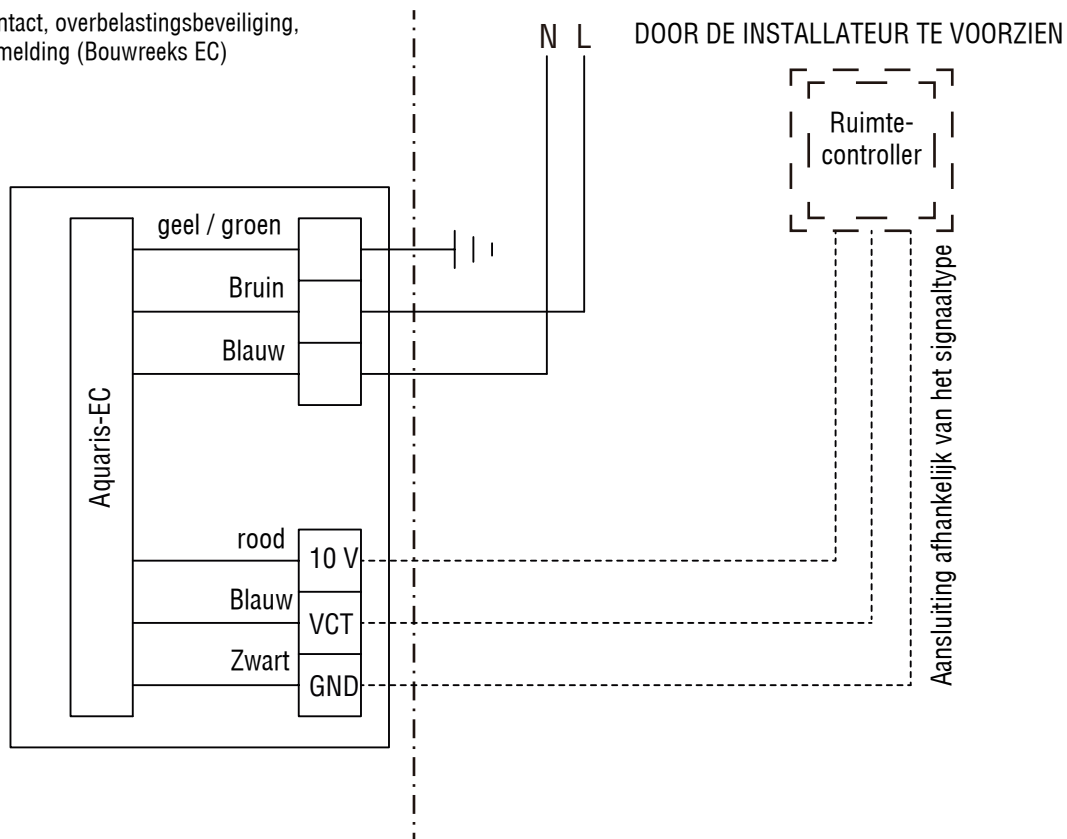 ntact, overbelastingsbeveiliging,
melding (Bouwreeks EC)
N L
DOOR DE INSTALLATEUR TE VOORZIEN
Ruimte-
controller
geel / groen
Bruin
Blauw
Aquaris-EC
rood
10 V
Blauw
VCT
Zwart
GND
Aansluiting afhankelijk van het signaaltype